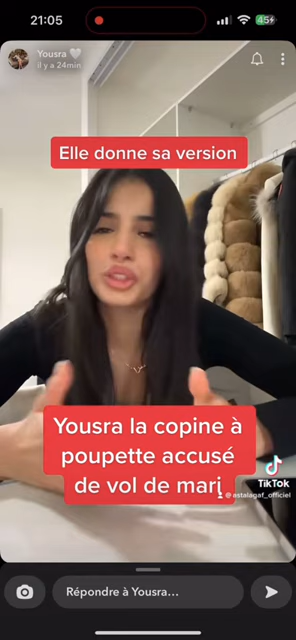 21:05
45
Yousra 🤍
il y a 24min
Elle donne sa version
Yousra la copine à
poupette accusé
de vol de mari
TikTok
@astalagaf_officiel
Répondre à Yousra…